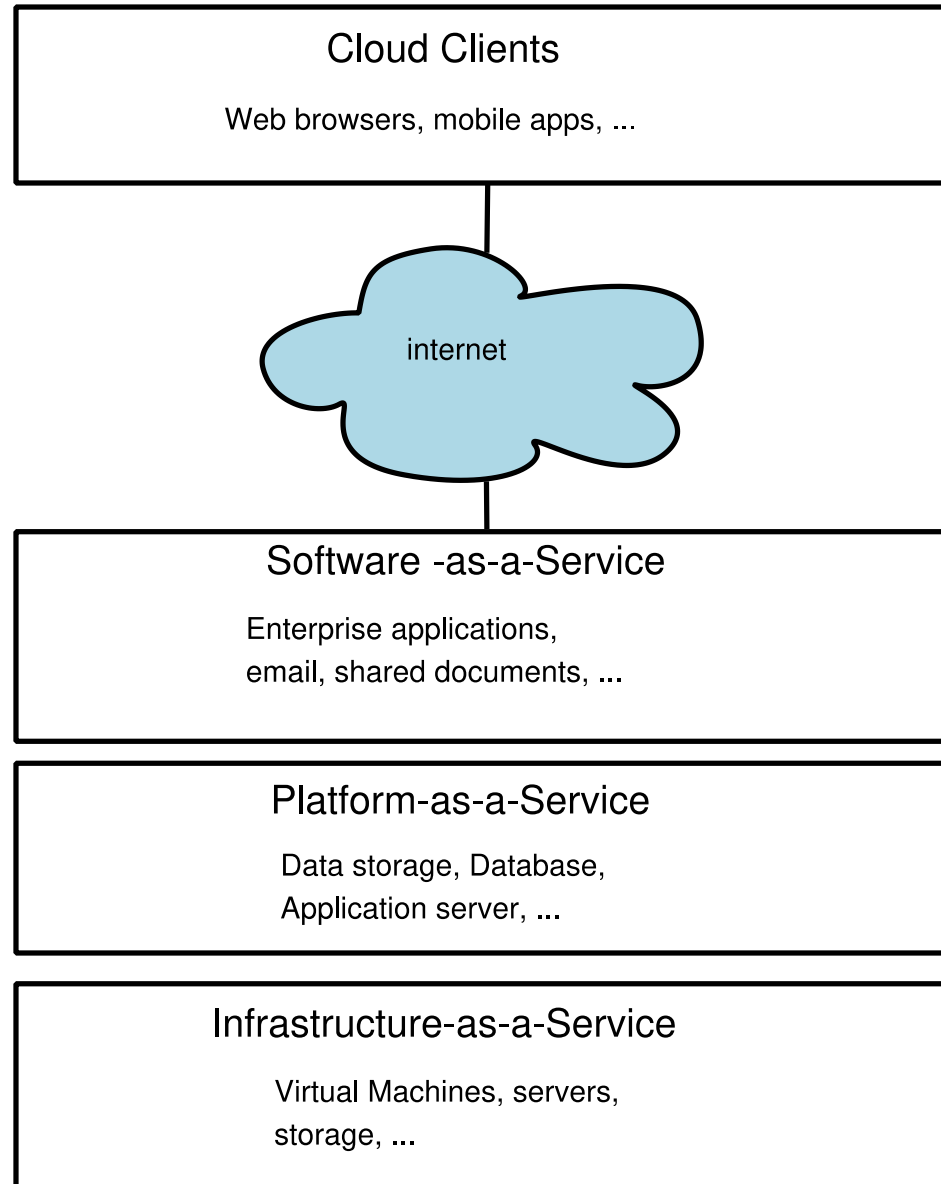 Cloud Clients
Web browsers, mobile apps, ...
internet
Software -as-a-Service
Enterprise applications,
email, shared documents, ...
Platform-as-a-Service
Data storage, Database,
Application server, ...
Infrastructure-as-a-Service
Virtual Machines, servers,
storage, ...